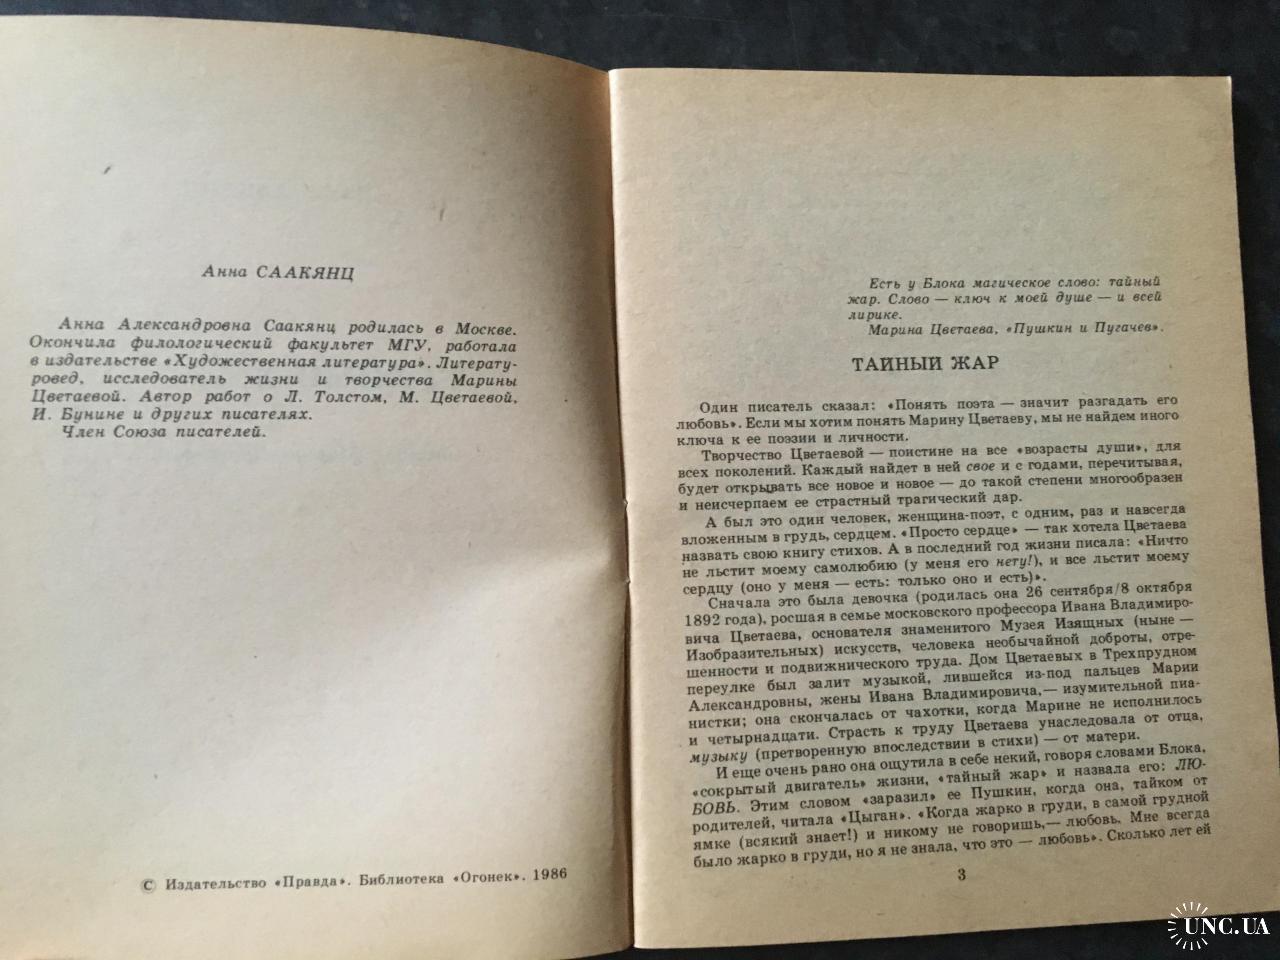 Анна СААКЯНЦ
Анна Александровна Саакянц родилась в Москве.
Окончила филологический факультет МГУ, работала
в издательстве «Художественная литература». Литерату-
ровед, исследователь жизни и творчества Марины
Цветаевой. Автор работ о Л. Толстом, М. Цветаевой,
И. Бунине и других писателях.
Член Союза писателей.
© Издательство «Правда». Библиотека «Огонек». 1986
Есть у Блока магическое слово: тайный
жар. Слово — ключ к моей душе — и всей
лирике.
Марина Цветаева, «Пушкин и Пугачев».
ТАЙНЫЙ ЖАР
Один писатель сказал: «Понять поэта — значит разгадать его
любовь». Если мы хотим понять Марину Цветаеву, мы не найдем иного
ключа к ее поэзии и личности.
Творчество Цветаевой — поистине на все «возрасты души», для
всех поколений. Каждый найдет в ней свое и с годами, перечитывая,
будет открывать все новое и новое — до такой степени многообразен
и неисчерпаем ее страстный трагический дар.
А был это один человек, женщина-поэт, с одним, раз и навсегда
вложенным в грудь, сердцем. «Просто сердце» — так хотела Цветаева
назвать свою книгу стихов. А в последний год жизни писала: «Ничто
не льстит моему самолюбию (у меня его нету!), и все льстит моему
сердцу (оно у меня — есть: только оно и есть)».
Сначала это была девочка (родилась она 26 сентября/8 октября
1892 года), росшая в семье московского профессора Ивана Владимиро-
вича Цветаева, основателя знаменитого Музея Изящных (ныне —
Изобразительных) искусств, человека необычайной доброты, отре-
шенности и подвижнического труда. Дом Цветаевых в Трехпрудном
переулке был залит музыкой, лившейся из-под пальцев Марии
Александровны, жены Ивана Владимировича,— изумительной пиа-
нистки; она скончалась от чахотки, когда Марине не исполнилось
и четырнадцати. Страсть к труду Цветаева унаследовала от отца,
музыку (претворенную впоследствии в стихи) — от матери.
И еще очень рано она ощутила в себе некий, говоря словами Блока,
«сокрытый двигатель» жизни, «тайный жар» и назвала его: ЛЮ-
БОВЬ. Этим словом «заразил» ее Пушкин, когда она, тайком от
родителей, читала «Цыган». «Когда жарко в груди, в самой грудной
ямке (всякий знает!) и никому не говоришь,— любовь. Мне всегда
было жарко в груди, но я не знала, что это — любовь». Сколько лет ей
3
UNC.UA